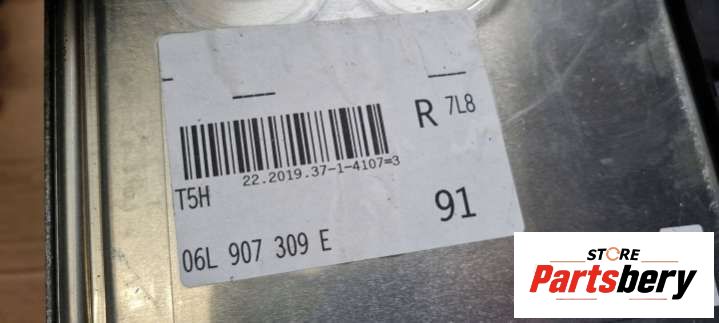 R 7L8
22.2019.37-1-4107=3
T5H
91
06L 907 309 E
STORE
Partsbery